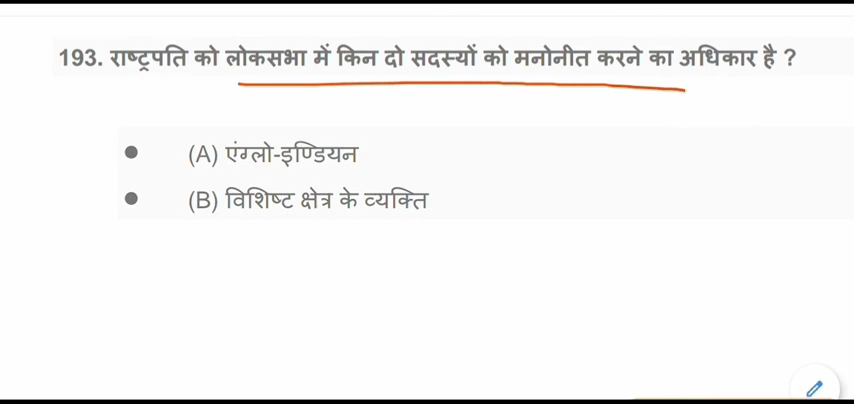 193. राष्ट्रपति को लोकसभा में किन दो सदस्यों को मनोनीत करने का अधिकार है ?
(A) एंग्लो-इण्डियन
(B) विशिष्ट क्षेत्र के व्यक्ति